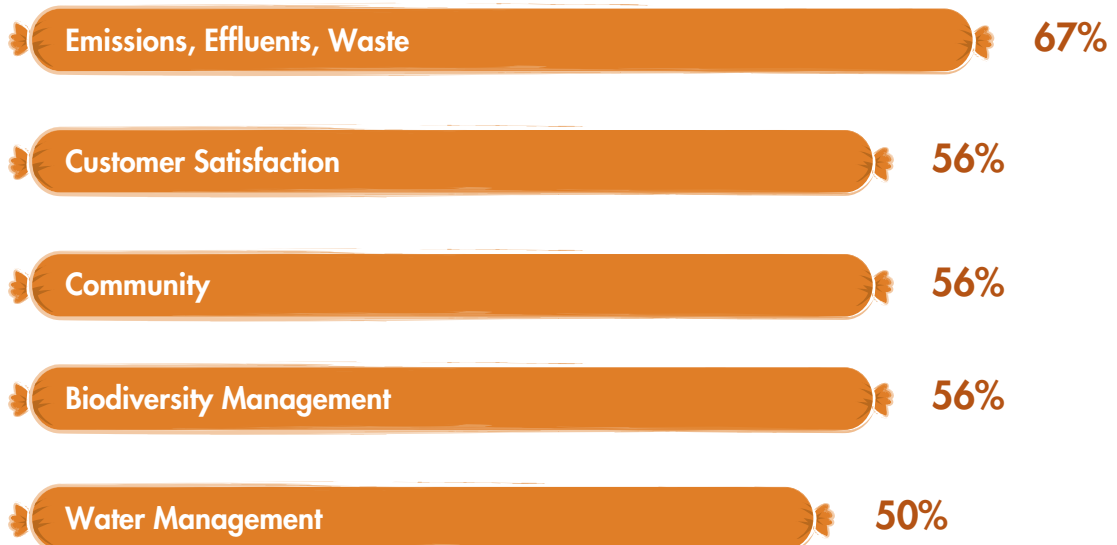 Emissions, Effluents, Waste 67%
Customer Satisfaction 56%
Community 56%
Biodiversity Management 56%
Water Management 50%